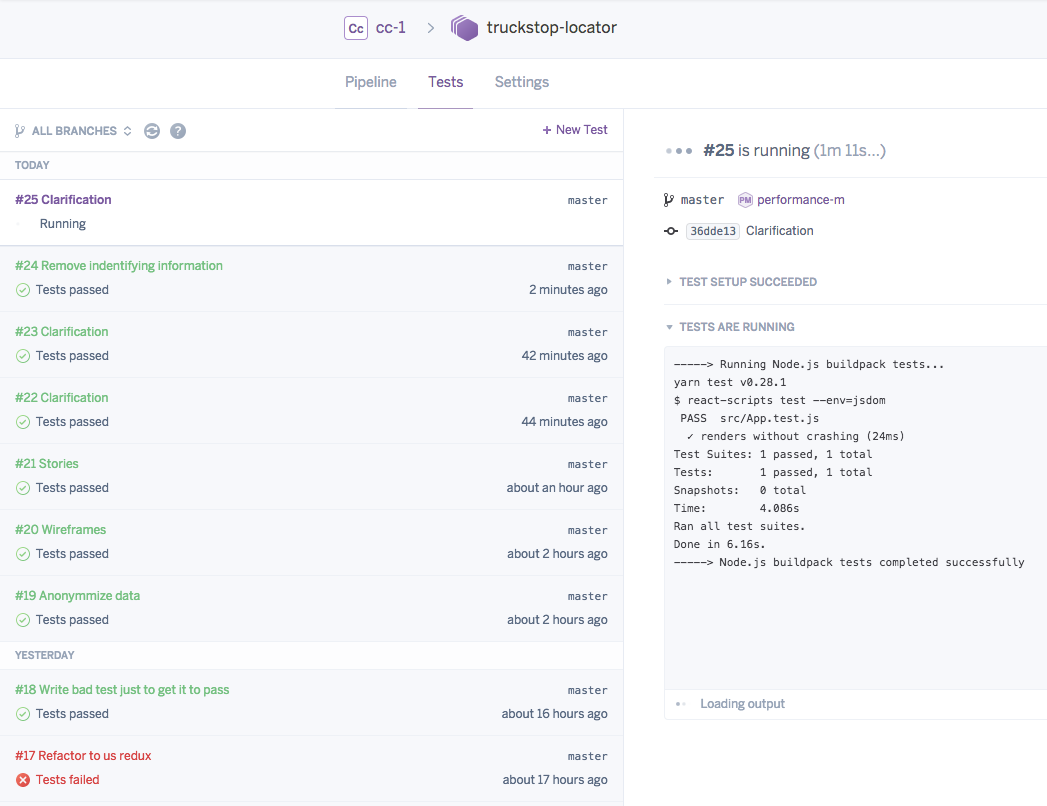 Cc cc-1 > truckstop-locator
Pipeline Tests Settings
ALL BRANCHES ? + New Test
TODAY
#25 Clarification master
Running
#24 Remove indentifying information master
Tests passed 2 minutes ago
#23 Clarification master
Tests passed 42 minutes ago
#22 Clarification master
Tests passed 44 minutes ago
#21 Stories master
Tests passed about an hour ago
#20 Wireframes master
Tests passed about 2 hours ago
#19 Anonymmize data master
Tests passed about 2 hours ago
YESTERDAY
#18 Write bad test just to get it to pass master
Tests passed about 16 hours ago
#17 Refactor to us redux master
Tests failed about 17 hours ago
#25 is running (1m 11s...)
master PM performance-m
36dde13 Clarification
TEST SETUP SUCCEEDED
TESTS ARE RUNNING
-----> Running Node.js buildpack tests...
yarn test v0.28.1
$ react-scripts test --env=jsdom
PASS src/App.test.js
✓ renders without crashing (24ms)
Test Suites: 1 passed, 1 total
Tests: 1 passed, 1 total
Snapshots: 0 total
Time: 4.086s
Ran all test suites.
Done in 6.16s.
-----> Node.js buildpack tests completed successfully
Loading output